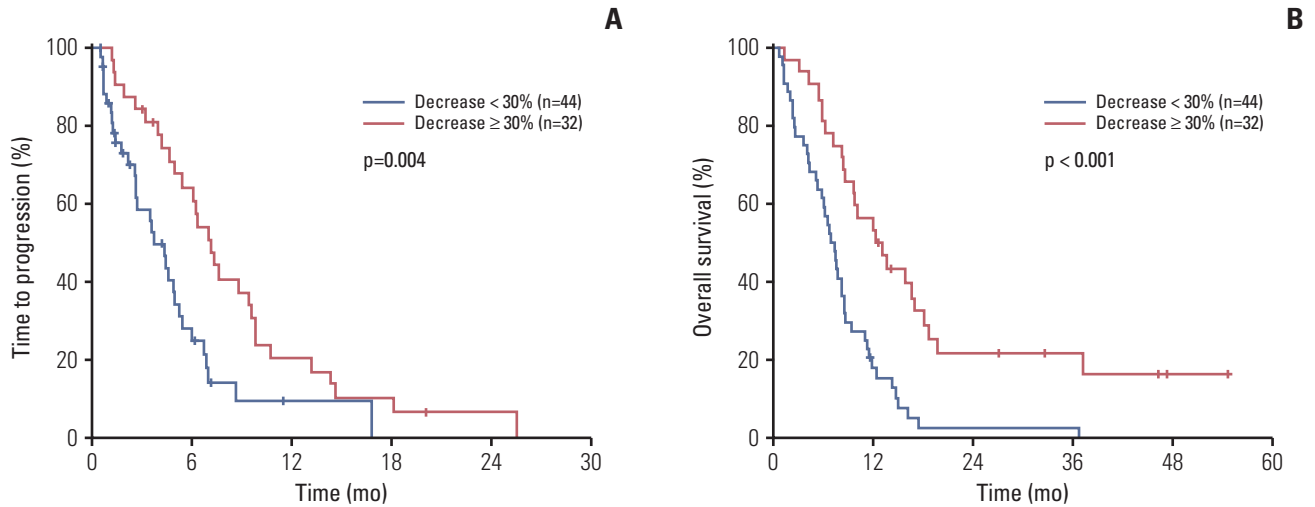 A
Time to progression (%)
100
80
60
40
20
0
Decrease < 30% (n=44)
Decrease ≥ 30% (n=32)
p=0.004
0 6 12 18 24 30
Time (mo)
B
Overall survival (%)
100
80
60
40
20
0
Decrease < 30% (n=44)
Decrease ≥ 30% (n=32)
p < 0.001
0 12 24 36 48 60
Time (mo)